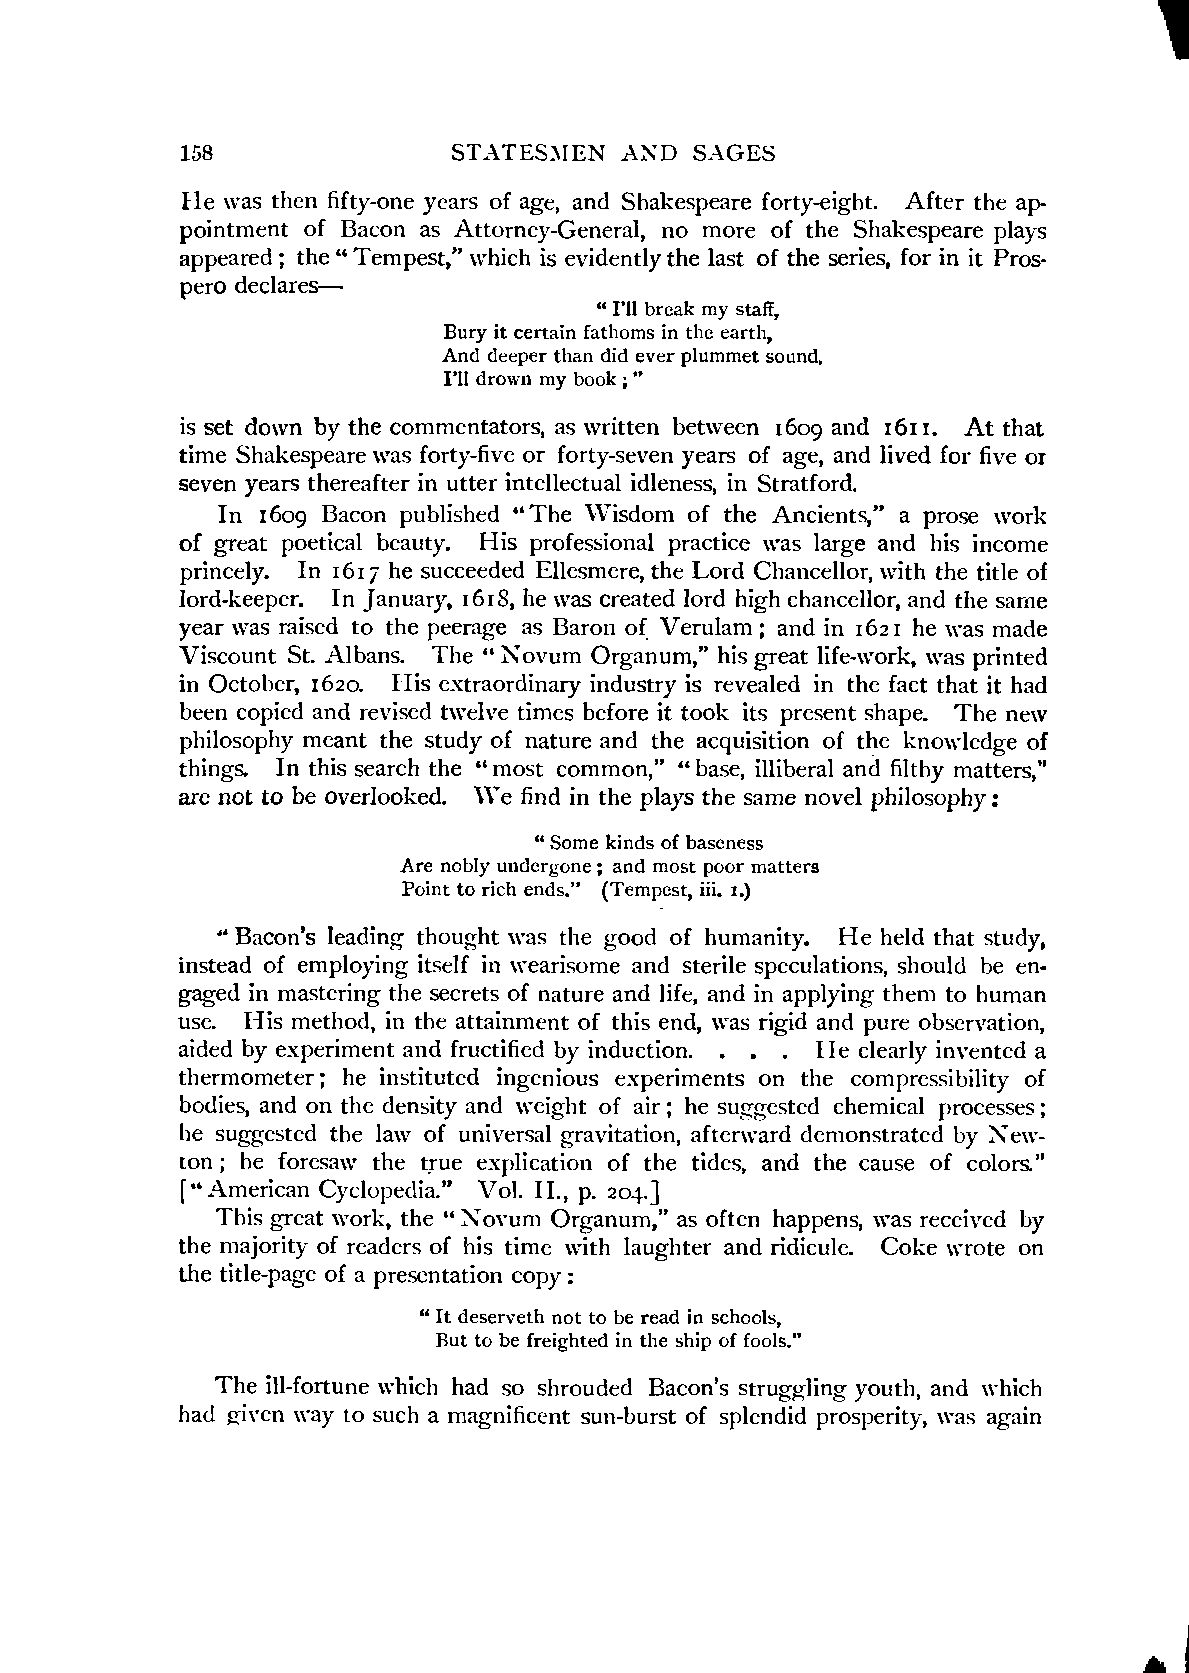 158 STATESMEN AND SAGES
He was then fifty-one years of age, and Shakespeare forty-eight. After the ap-
pointment of Bacon as Attorney-General, no more of the Shakespeare plays
appeared; the "Tempest," which is evidently the last of the series, for in it Pros-
pero declares—
"I'll break my staff,
Bury it certain fathoms in the earth,
And deeper than did ever plummet sound,
I'll drown my book;"
is set down by the commentators, as written between 1609 and 1611. At that
time Shakespeare was forty-five or forty-seven years of age, and lived for five or
seven years thereafter in utter intellectual idleness, in Stratford.
In 1609 Bacon published "The Wisdom of the Ancients," a prose work
of great poetical beauty. His professional practice was large and his income
princely. In 1617 he succeeded Ellesmere, the Lord Chancellor, with the title of
lord-keeper. In January, 1618, he was created lord high chancellor, and the same
year was raised to the peerage as Baron of Verulam; and in 1621 he was made
Viscount St. Albans. The "Novum Organum," his great life-work, was printed
in October, 1620. His extraordinary industry is revealed in the fact that it had
been copied and revised twelve times before it took its present shape. The new
philosophy meant the study of nature and the acquisition of the knowledge of
things. In this search the "most common," "base, illiberal and filthy matters,"
are not to be overlooked. We find in the plays the same novel philosophy:
"Some kinds of baseness
Are nobly undergone; and most poor matters
Point to rich ends." (Tempest, iii. 1.)
"Bacon's leading thought was the good of humanity. He held that study,
instead of employing itself in wearisome and sterile speculations, should be en-
gaged in mastering the secrets of nature and life, and in applying them to human
use. His method, in the attainment of this end, was rigid and pure observation,
aided by experiment and fructified by induction. . . . He clearly invented a
thermometer; he instituted ingenious experiments on the compressibility of
bodies, and on the density and weight of air; he suggested chemical processes;
he suggested the law of universal gravitation, afterward demonstrated by New-
ton; he foresaw the true explication of the tides, and the cause of colors."
["American Cyclopedia." Vol. II., p. 204.]
This great work, the "Novum Organum," as often happens, was received by
the majority of readers of his time with laughter and ridicule. Coke wrote on
the title-page of a presentation copy:
"It deserveth not to be read in schools,
But to be freighted in the ship of fools."
The ill-fortune which had so shrouded Bacon's struggling youth, and which
had given way to such a magnificent sun-burst of splendid prosperity, was again